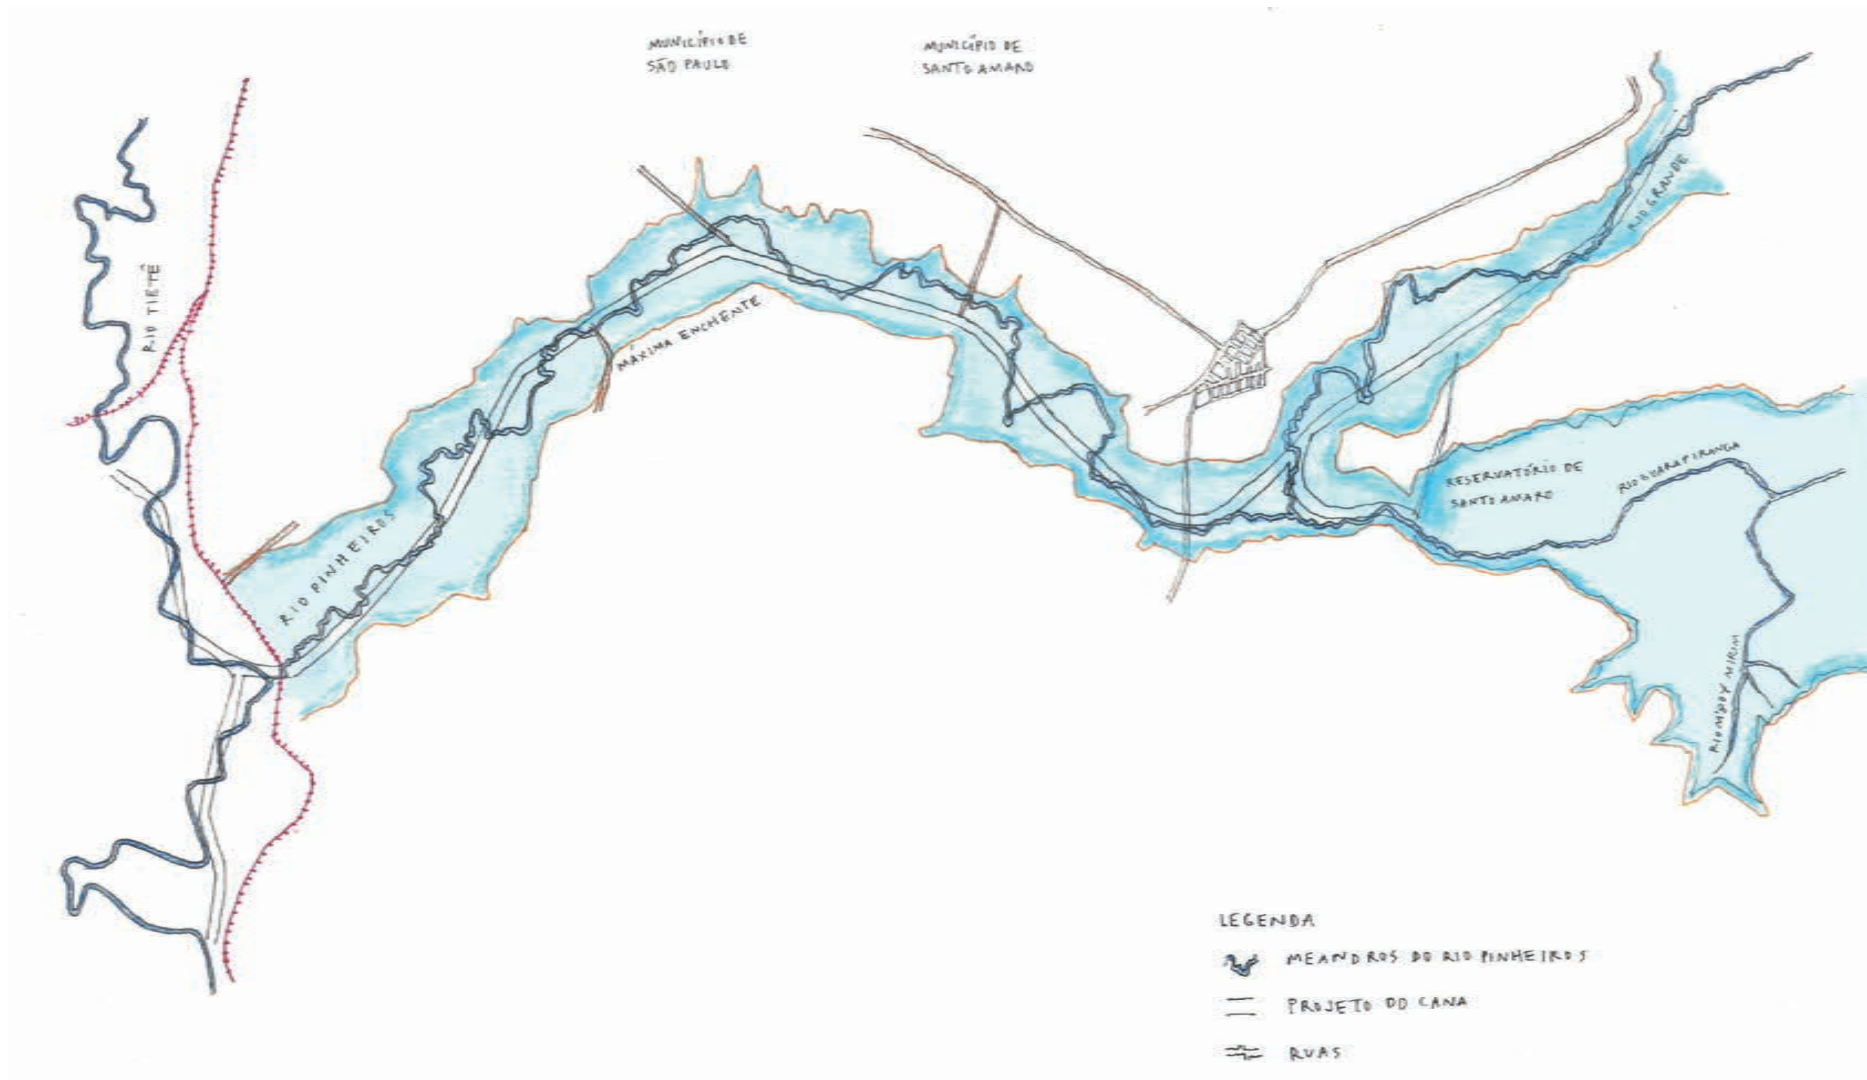 MUNICÍPIO DE
SÃO PAULO
MUNICÍPIO DE
SANTO AMARO
RIO TIETÊ
RIO PINHEIROS
MÁXIMA ENCHENTE
RIO GRANDE
RESERVATÓRIO DE
SANTO AMARO
RIO GUARAPIRANGA
RIO M'BOY MIRIM
LEGENDA
MEANDROS DO RIO PINHEIROS
PROJETO DO CANA
RUAS